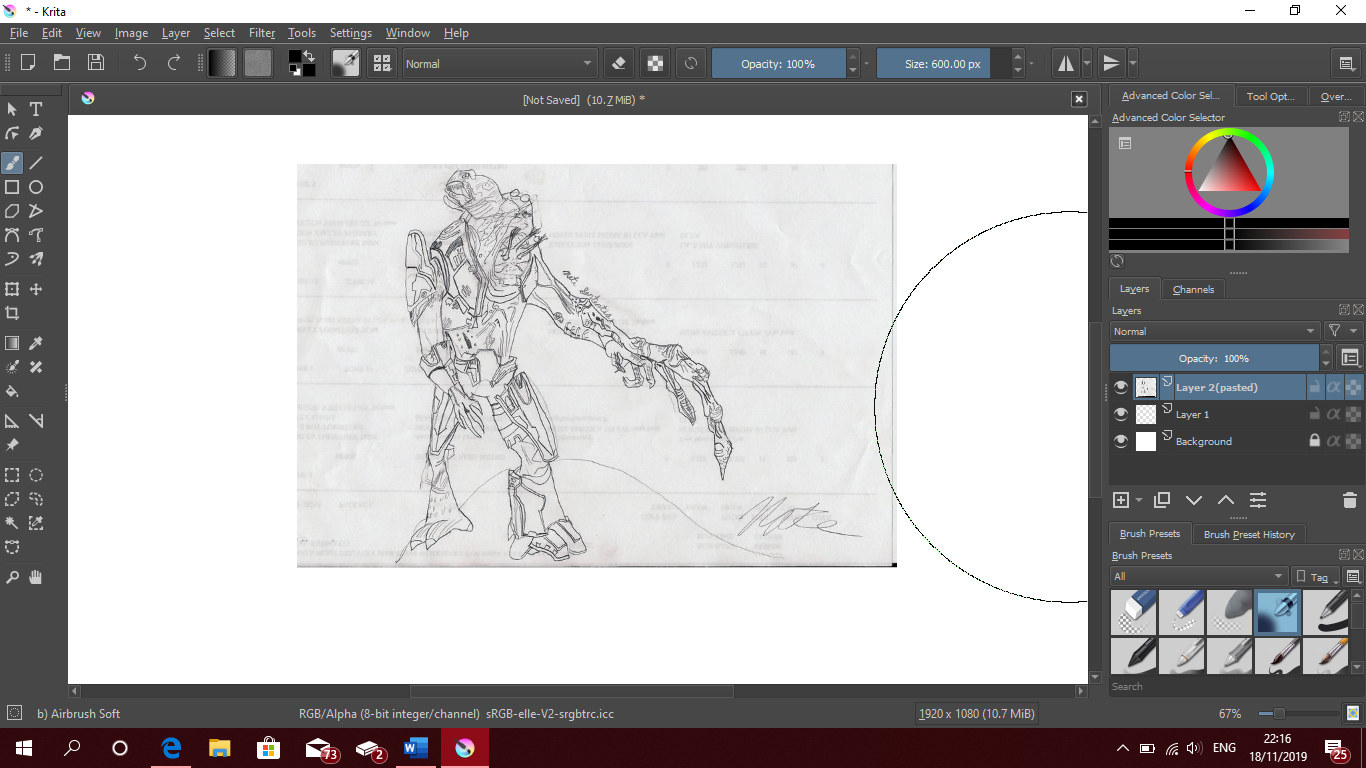 * - Krita
File Edit View Image Layer Select Filter Tools Settings Window Help
Normal Opacity: 100% Size: 600.00 px
[Not Saved] (10.7 MiB) *
Advanced Color Sel... Tool Opt... Over...
Advanced Color Selector
Layers Channels
Layers
Normal
Opacity: 100%
Layer 2(pasted)
Layer 1
Background
Brush Presets Brush Preset History
Brush Presets
All Tag
Search
b) Airbrush Soft RGB/Alpha (8-bit integer/channel) sRGB-elle-V2-srgbtrc.icc 1920 x 1080 (10.7 MiB) 67%
73 2 ENG 22:16
18/11/2019 25